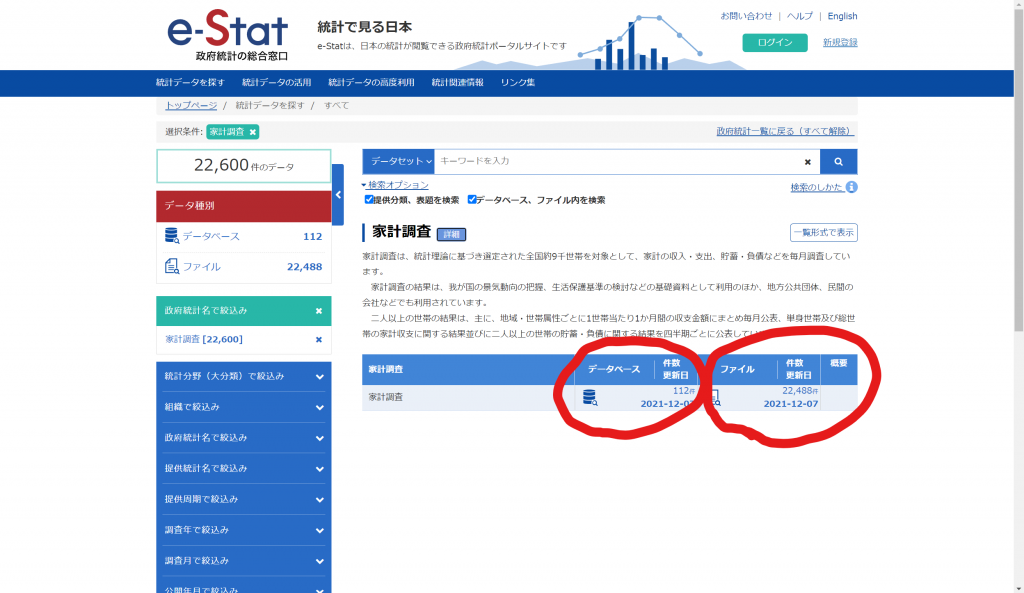 e-Stat
政府統計の総合窓口
統計で見る日本
e-Statは、日本の統計が閲覧できる政府統計ポータルサイトです
お問い合わせ | ヘルプ | English
ログイン
新規登録
統計データを探す 統計データの活用 統計データの高度利用 統計関連情報 リンク集
トップページ / 統計データを探す / すべて
選択条件: 家計調査 ×
政府統計一覧に戻る（すべて解除）
22,600件のデータ
データ種別
データベース 112
ファイル 22,488
政府統計名で絞込み ×
家計調査 [22,600] ×
統計分野（大分類）で絞込み
組織で絞込み
政府統計名で絞込み
提供統計名で絞込み
提供周期で絞込み
調査年で絞込み
調査月で絞込み
公開年月で絞込み
データセット キーワードを入力 ×
検索オプション
検索のしかた
提供分類、表題を検索 データベース、ファイル内を検索
家計調査 詳細
一覧形式で表示
家計調査は、統計理論に基づき選定された全国約9千世帯を対象として、家計の収入・支出、貯蓄・負債などを毎月調査してい
ます。
家計調査の結果は、我が国の景気動向の把握、生活保護基準の検討などの基礎資料として利用のほか、地方公共団体、民間の
会社などでも利用されています。
二人以上の世帯の結果は、主に、地域・世帯属性ごとに1世帯当たり1か月間の収支金額にまとめ毎月公表、単身世帯及び総世
帯の家計収支に関する結果並びに二人以上の世帯の貯蓄・負債に関する結果を四半期ごとに公表してい
家計調査 データベース 件数 更新日 ファイル 件数 更新日 概要
家計調査 112件 2021-12-07 22,488件 2021-12-07